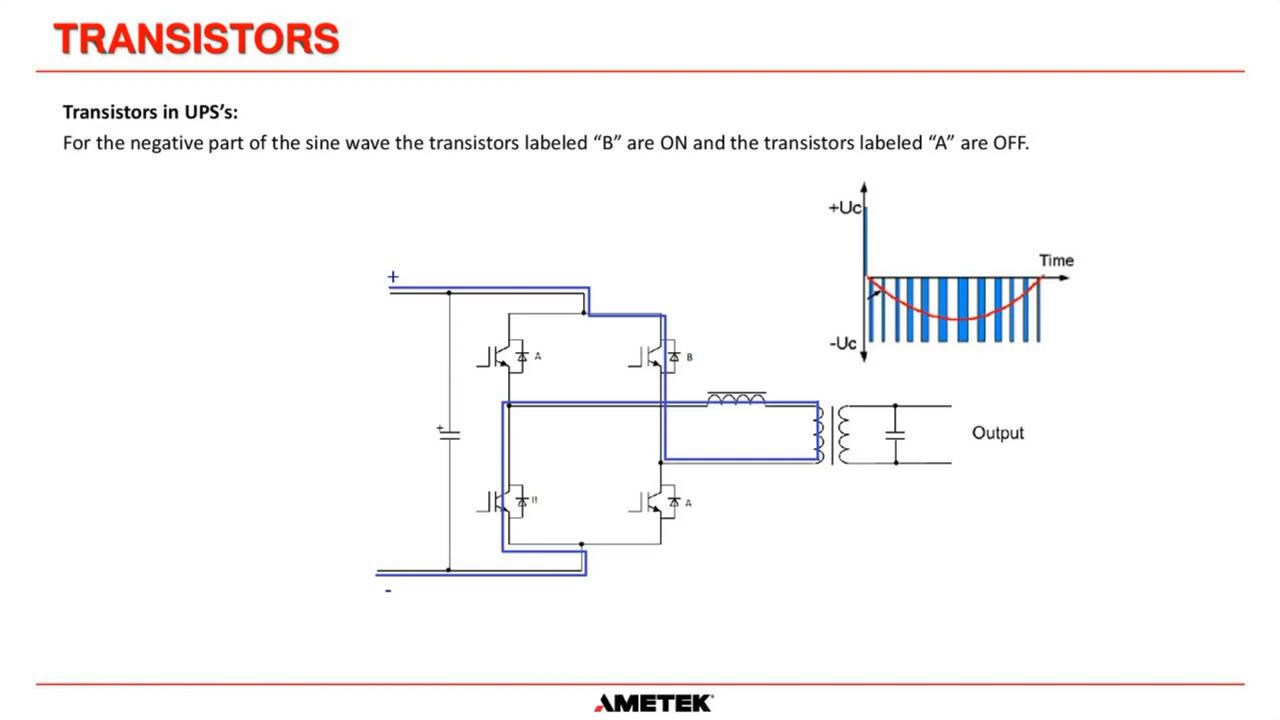 TRANSISTORS
Transistors in UPS's:
For the negative part of the sine wave the transistors labeled “B” are ON and the transistors labeled “A” are OFF.
+Uc
Time
-Uc
+
A
B
+
Output
A
-
AMETEK